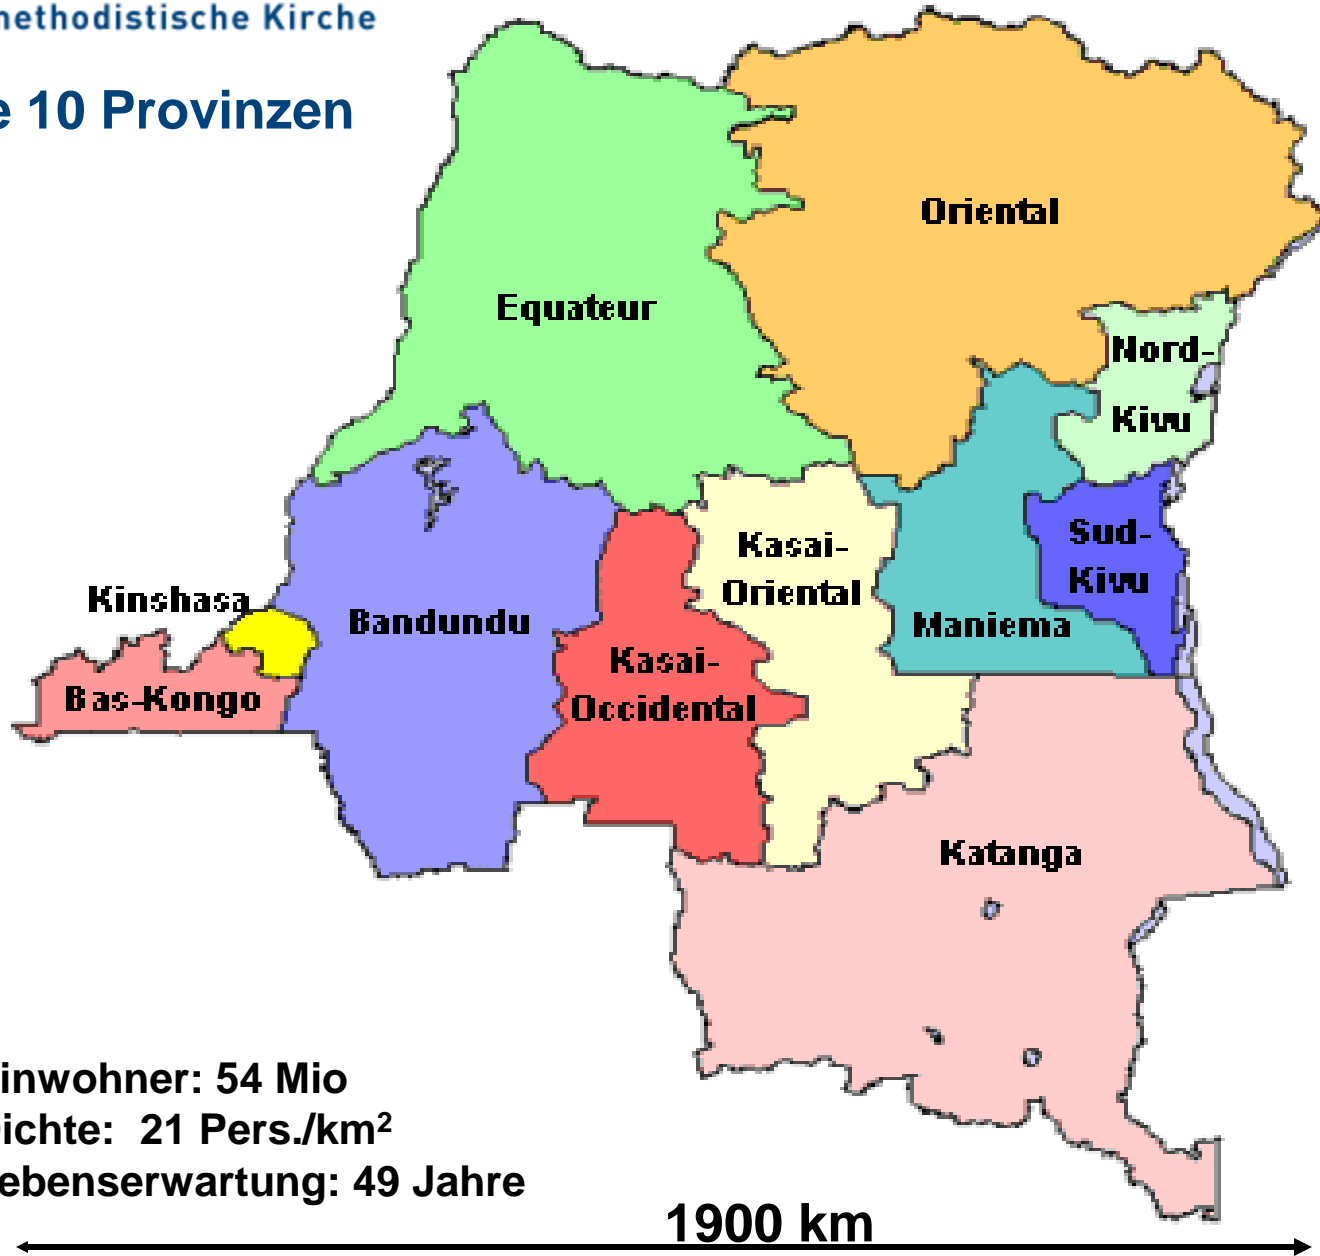 methodistische Kirche
e 10 Provinzen
Oriental
Equateur
Nord-
Kivu
Kasai-
Oriental
Sud-
Kivu
Kinshasa
Bandundu
Maniema
Kasai-
Occidental
Bas-Kongo
Katanga
inwohner: 54 Mio
ichte: 21 Pers./km²
ebenserwartung: 49 Jahre
1900 km